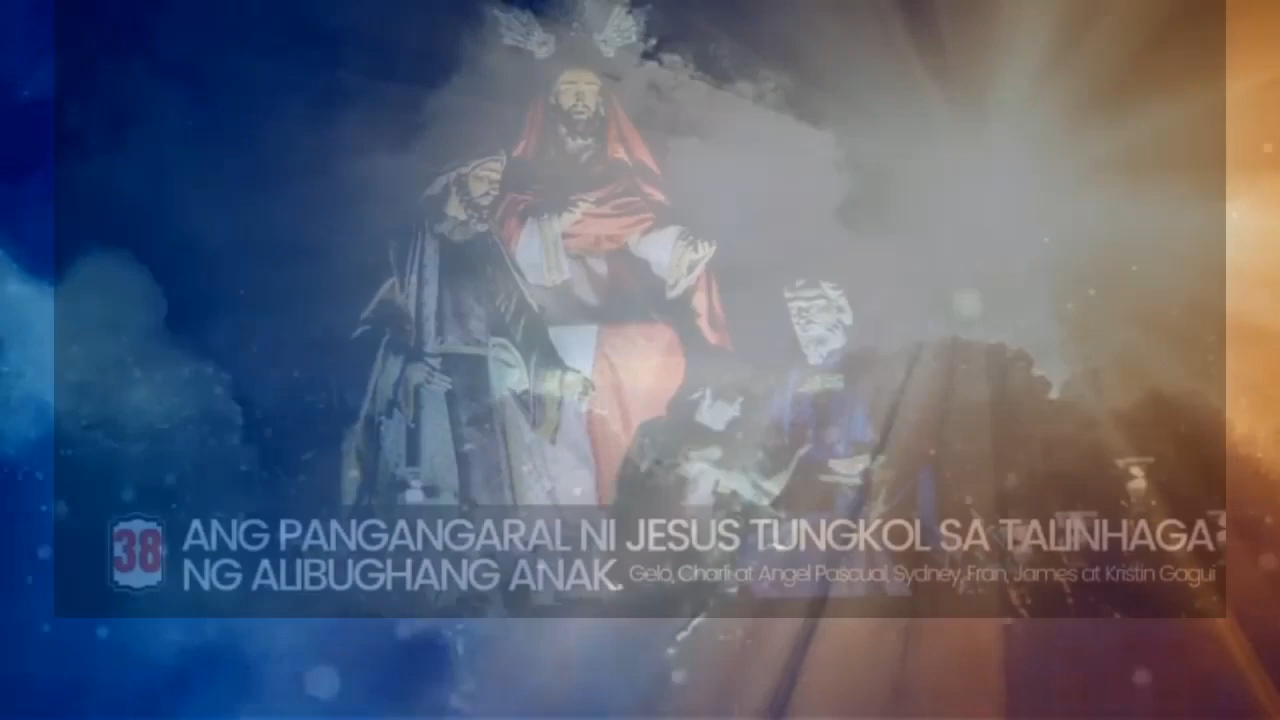 38
ANG PANGANGARAL NI JESUS TUNGKOL SA TALINHAGA
NG ALIBUGHANG ANAK. Gelo, Charli at Angel Pascual, Sydney, Fran, James at Kristin Gagui